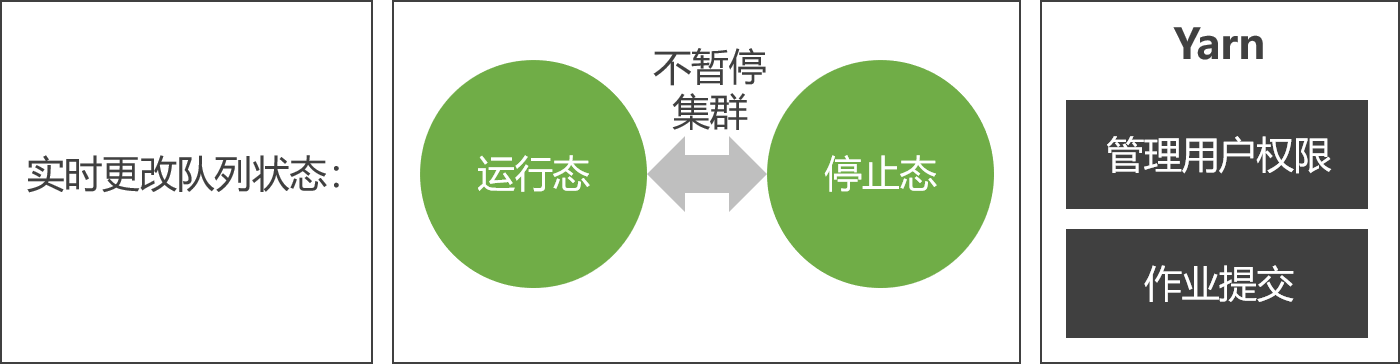 实时更改队列状态：
不暂停
集群
运行态
停止态
Yarn
管理用户权限
作业提交